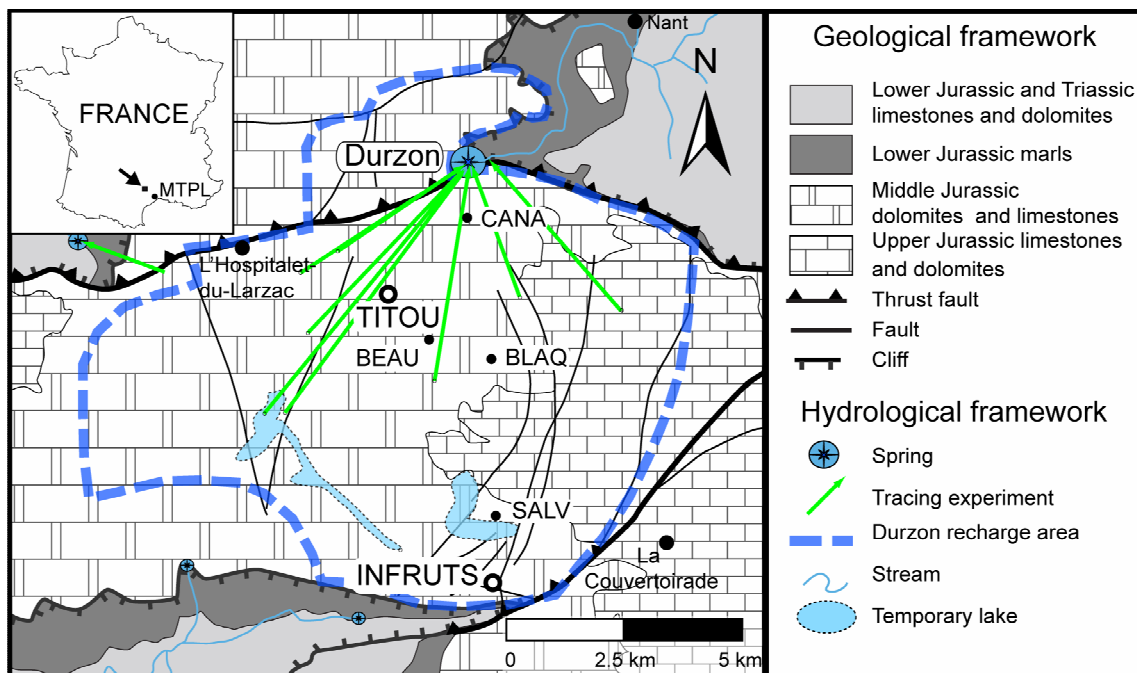 FRANCE
MTPL
Nant
N
Durzon
CANA
L'Hospitalet-
du-Larzac
TITOU
BEAU
BLAQ
SALV
INFRUTS
La
Couvertoirade
0
2.5 km
5 km
Geological framework
Lower Jurassic and Triassic
limestones and dolomites
Lower Jurassic marls
Middle Jurassic
dolomites and limestones
Upper Jurassic limestones
and dolomites
Thrust fault
Fault
Cliff
Hydrological framework
Spring
Tracing experiment
Durzon recharge area
Stream
Temporary lake